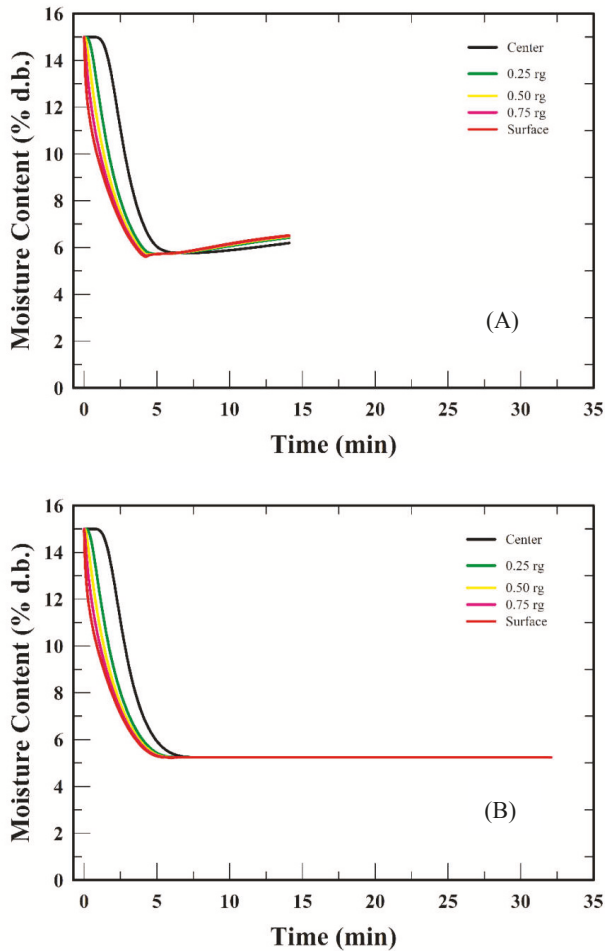 16
14
12
10
8
6
4
2
0
Moisture Content (% d.b.)
Center
0.25 rg
0.50 rg
0.75 rg
Surface
(A)
0 5 10 15 20 25 30 35
Time (min)
16
14
12
10
8
6
4
2
0
Moisture Content (% d.b.)
Center
0.25 rg
0.50 rg
0.75 rg
Surface
(B)
0 5 10 15 20 25 30 35
Time (min)